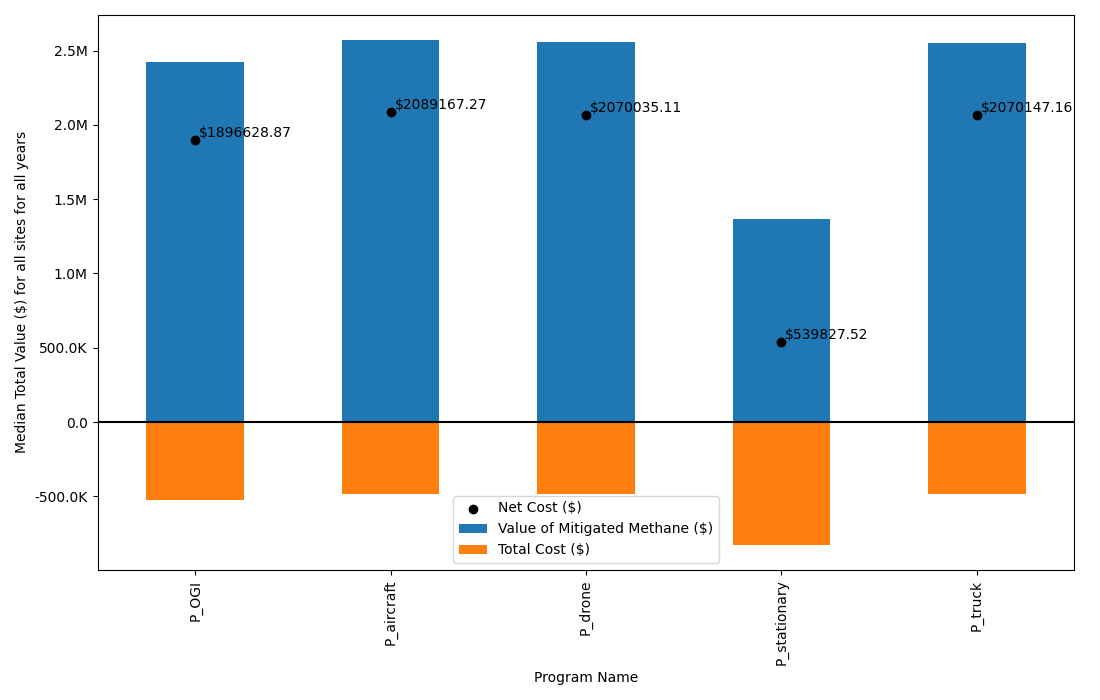 2.5M
2.0M
1.5M
1.0M
500.0K
0.0
-500.0K
Median Total Value ($) for all sites for all years
$1896628.87
$2089167.27
$2070035.11
$539827.52
$2070147.16
Net Cost ($)
Value of Mitigated Methane ($)
Total Cost ($)
P_OGI
P_aircraft
P_drone
P_stationary
P_truck
Program Name